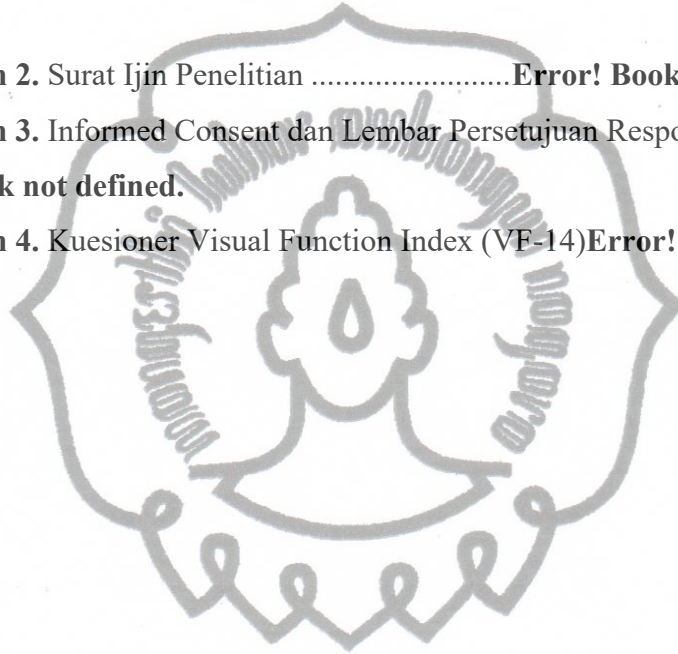 n 2. Surat Ijin Penelitian ........................Error! Book
n 3. Informed Consent dan Lembar Persetujuan Respo
k not defined.
n 4. Kuesioner Visual Function Index (VF-14)Error!